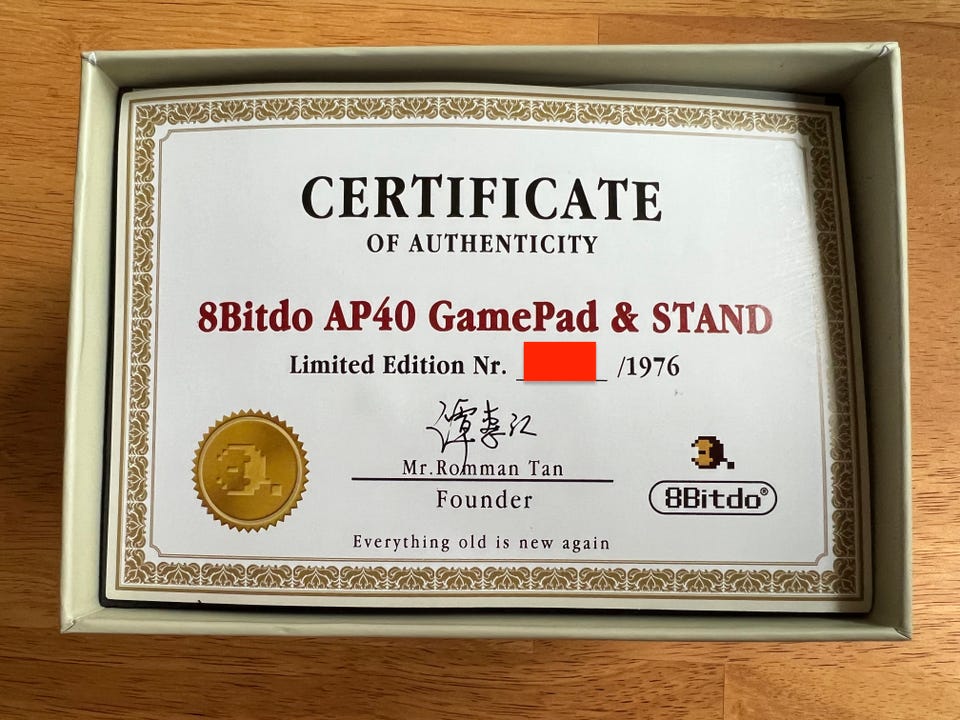 CERTIFICATE
OF AUTHENTICITY
8Bitdo AP40 GamePad & STAND
Limited Edition Nr. /1976
Mr.Romman Tan
Founder
8Bitdo®
Everything old is new again